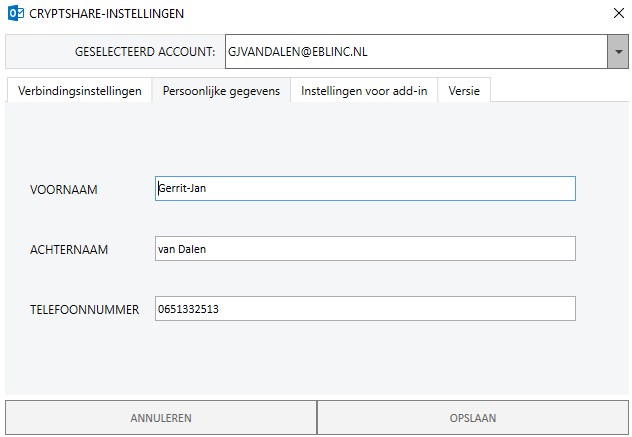 CRYPTSHARE-INSTELLINGEN
GESELECTEERD ACCOUNT: GJVANDALEN@EBLINC.NL
Verbindingsinstellingen Persoonlijke gegevens Instellingen voor add-in Versie
VOORNAAM Gerrit-Jan
ACHTERNAAM van Dalen
TELEFOONNUMMER 0651332513
ANNULEREN OPSLAAN